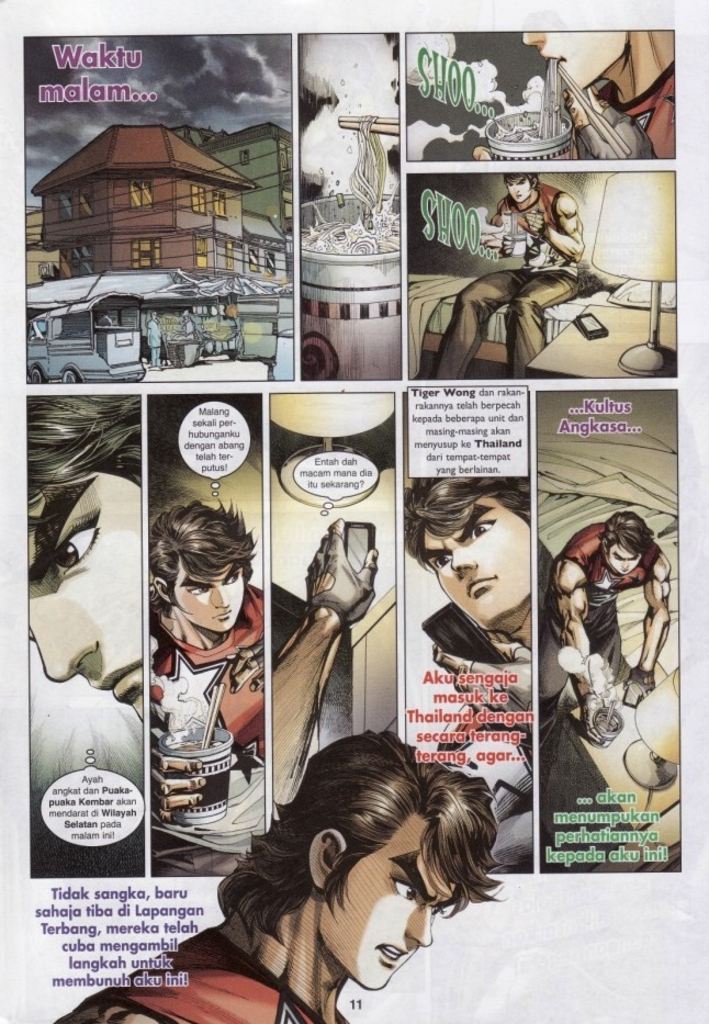 Waktu
malam...
SHOO...
SHOO...
Ayah
angkat dan Puaka-
puaka Kembar akan
mendarat di Wilayah
Selatan pada
malam ini!
Malang
sekali per-
hubunganku
dengan abang
telah ter-
putus!
Entah dah
macam mana dia
itu sekarang?
Tiger Wong dan rakan-
rakannya telah berpecah
kepada beberapa unit dan
masing-masing akan
menyusup ke Thailand
dari tempat-tempat
yang berlainan.
Aku sengaja
masuk ke
Thailand dengan
secara terang-
terang, agar...
...Kultus
Angkasa...
... akan
menumpukan
perhatiannya
kepada aku ini!
Tidak sangka, baru
sahaja tiba di Lapangan
Terbang, mereka telah
cuba mengambil
langkah untuk
membunuh aku ini!
11